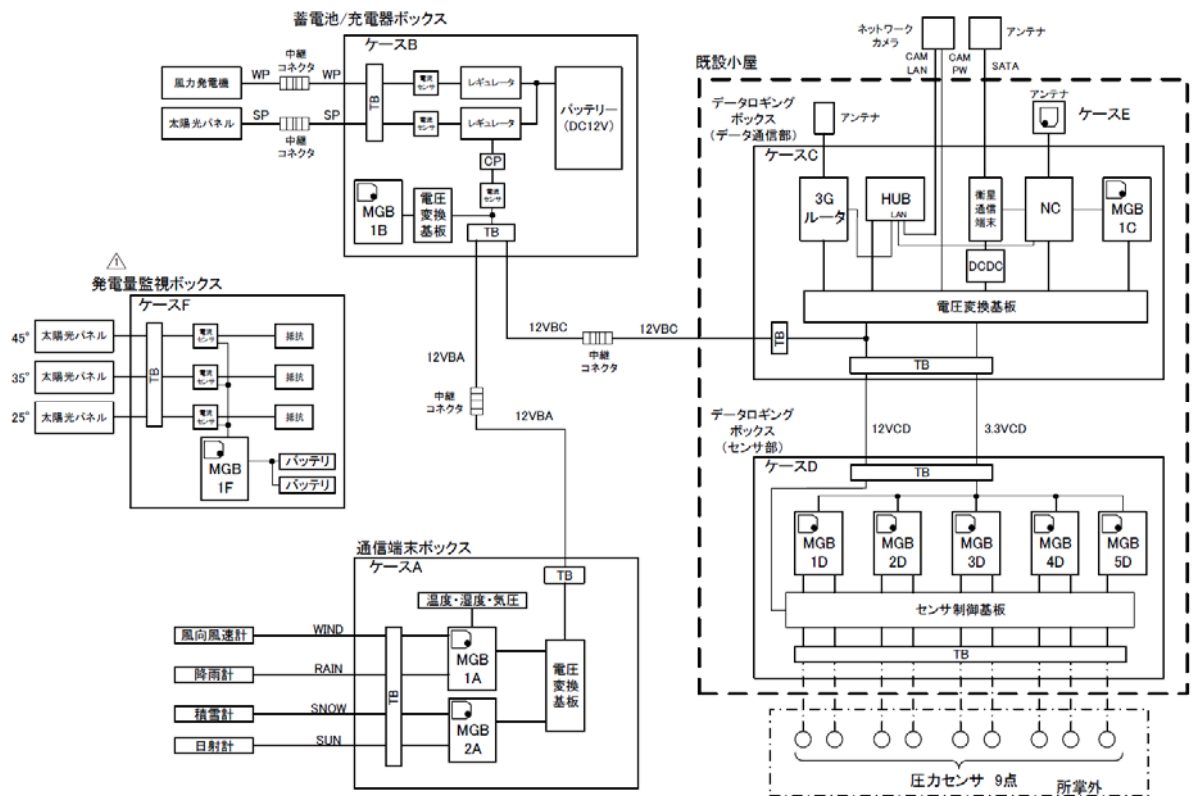 蓄電池/充電器ボックス
ケースB
風力発電機
WP
中継
コネクタ
WP
TB
電流
センサ
レギュレータ
バッテリー
(DC12V)
太陽光パネル
SP
中継
コネクタ
SP
電流
センサ
レギュレータ
CP
電流
センサ
MGB
1B
電圧
変換
基板
TB
12VBA
中継
コネクタ
12VBA
12VBC
中継
コネクタ
12VBC
1
発電量監視ボックス
ケースF
45°
太陽光パネル
35°
太陽光パネル
25°
太陽光パネル
TB
電流
センサ
抵抗
電流
センサ
抵抗
電流
センサ
抵抗
MGB
1F
バッテリ
バッテリ
通信端末ボックス
ケースA
TB
温度・湿度・気圧
風向風速計
WIND
降雨計
RAIN
積雪計
SNOW
日射計
SUN
TB
MGB
1A
MGB
2A
電圧
変換
基板
ネットワーク
カメラ
CAM
LAN
CAM
PW
アンテナ
SATA
既設小屋
データロギング
ボックス
(データ通信部)
アンテナ
アンテナ
ケースE
ケースC
3G
ルータ
HUB
LAN
衛星
通信
端末
NC
MGB
1C
DCDC
電圧変換基板
TB
TB
12VCD
3.3VCD
データロギング
ボックス
(センサ部)
ケースD
TB
MGB
1D
MGB
2D
MGB
3D
MGB
4D
MGB
5D
センサ制御基板
TB
圧力センサ 9点
所掌外